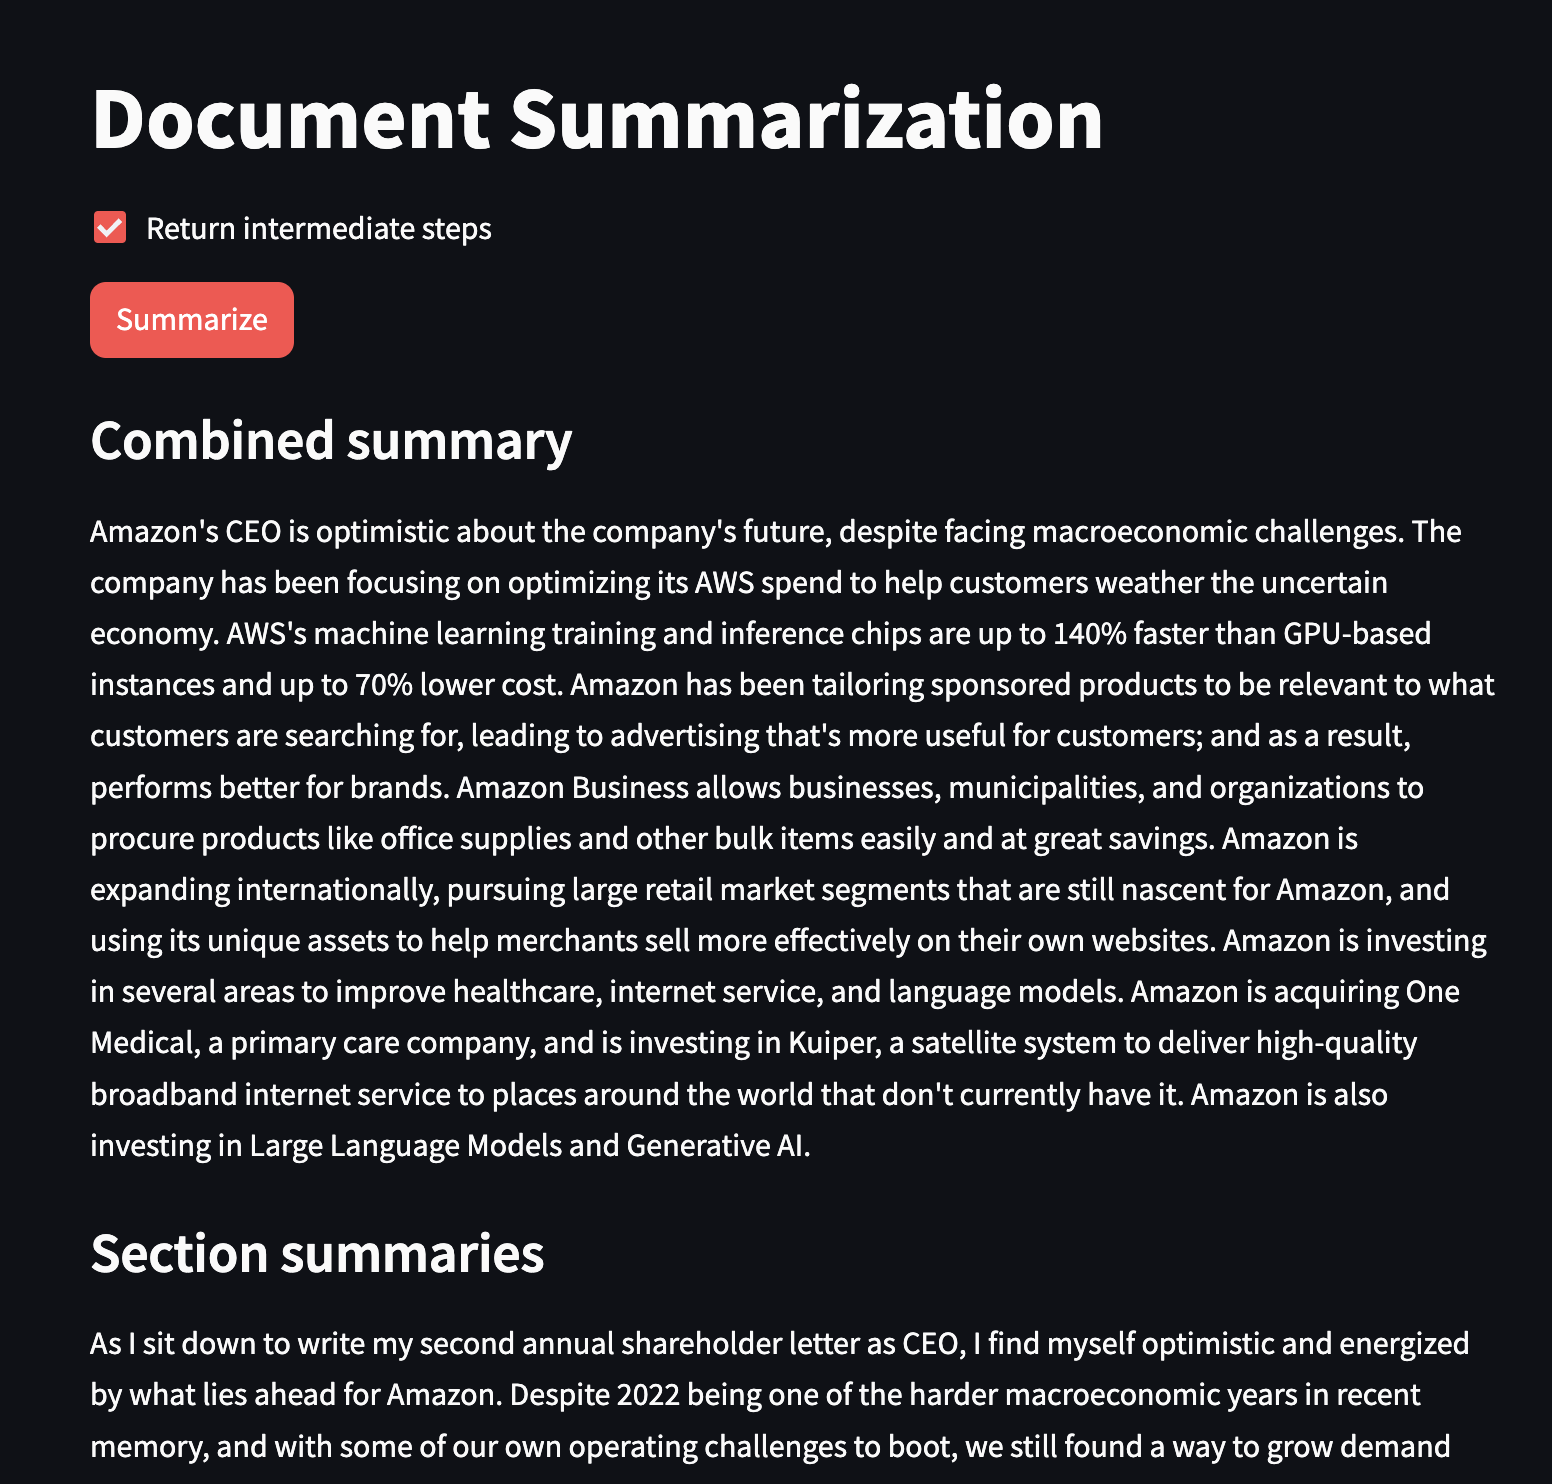 Document Summarization
Return intermediate steps
Summarize
Combined summary
Amazon's CEO is optimistic about the company's future, despite facing macroeconomic challenges. The
company has been focusing on optimizing its AWS spend to help customers weather the uncertain
economy. AWS's machine learning training and inference chips are up to 140% faster than GPU-based
instances and up to 70% lower cost. Amazon has been tailoring sponsored products to be relevant to what
customers are searching for, leading to advertising that's more useful for customers; and as a result,
performs better for brands. Amazon Business allows businesses, municipalities, and organizations to
procure products like office supplies and other bulk items easily and at great savings. Amazon is
expanding internationally, pursuing large retail market segments that are still nascent for Amazon, and
using its unique assets to help merchants sell more effectively on their own websites. Amazon is investing
in several areas to improve healthcare, internet service, and language models. Amazon is acquiring One
Medical, a primary care company, and is investing in Kuiper, a satellite system to deliver high-quality
broadband internet service to places around the world that don't currently have it. Amazon is also
investing in Large Language Models and Generative AI.
Section summaries
As I sit down to write my second annual shareholder letter as CEO, I find myself optimistic and energized
by what lies ahead for Amazon. Despite 2022 being one of the harder macroeconomic years in recent
memory, and with some of our own operating challenges to boot, we still found a way to grow demand